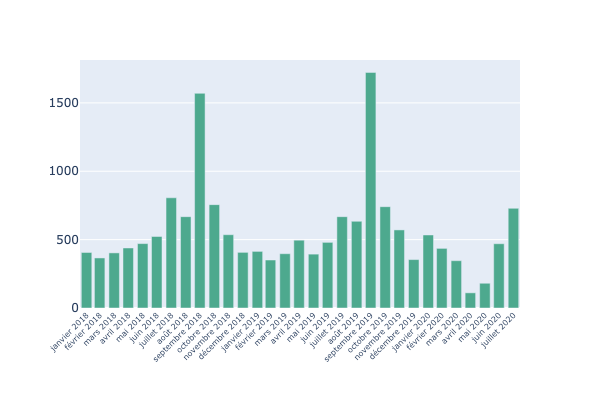 1500
1000
500
0
janvier 2018
février 2018
mars 2018
avril 2018
mai 2018
juin 2018
juillet 2018
août 2018
septembre 2018
octobre 2018
novembre 2018
décembre 2018
janvier 2019
février 2019
mars 2019
avril 2019
mai 2019
juin 2019
juillet 2019
août 2019
septembre 2019
octobre 2019
novembre 2019
décembre 2019
janvier 2020
février 2020
mars 2020
avril 2020
mai 2020
juin 2020
juillet 2020